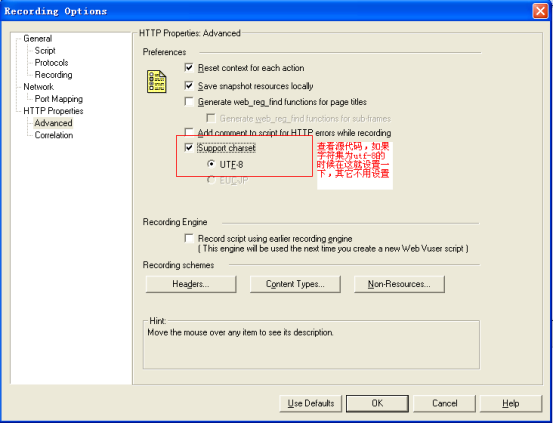 Recording Options
General
Script
Protocols
Recording
Network
Port Mapping
HTTP Properties
Advanced
Correlation
HTTP Properties: Advanced
Preferences
Reset context for each action
Save snapshot resources locally
Generate web_reg_find functions for page titles
Generate web_reg_find functions for sub-frames
Add comment to script for HTTP errors while recording
Support charset
UTF-8
EUC-JP
查看源代码，如果
字符集为utf-8的
时候在这就设置一
下，其它不用设置
Recording Engine
Record script using earlier recording engine
( This engine will be used the next time you create a new Web Vuser script )
Recording schemes
Headers...
Content Types...
Non-Resources...
Hint:
Move the mouse over any item to see its description.
Use Defaults
OK
Cancel
Help